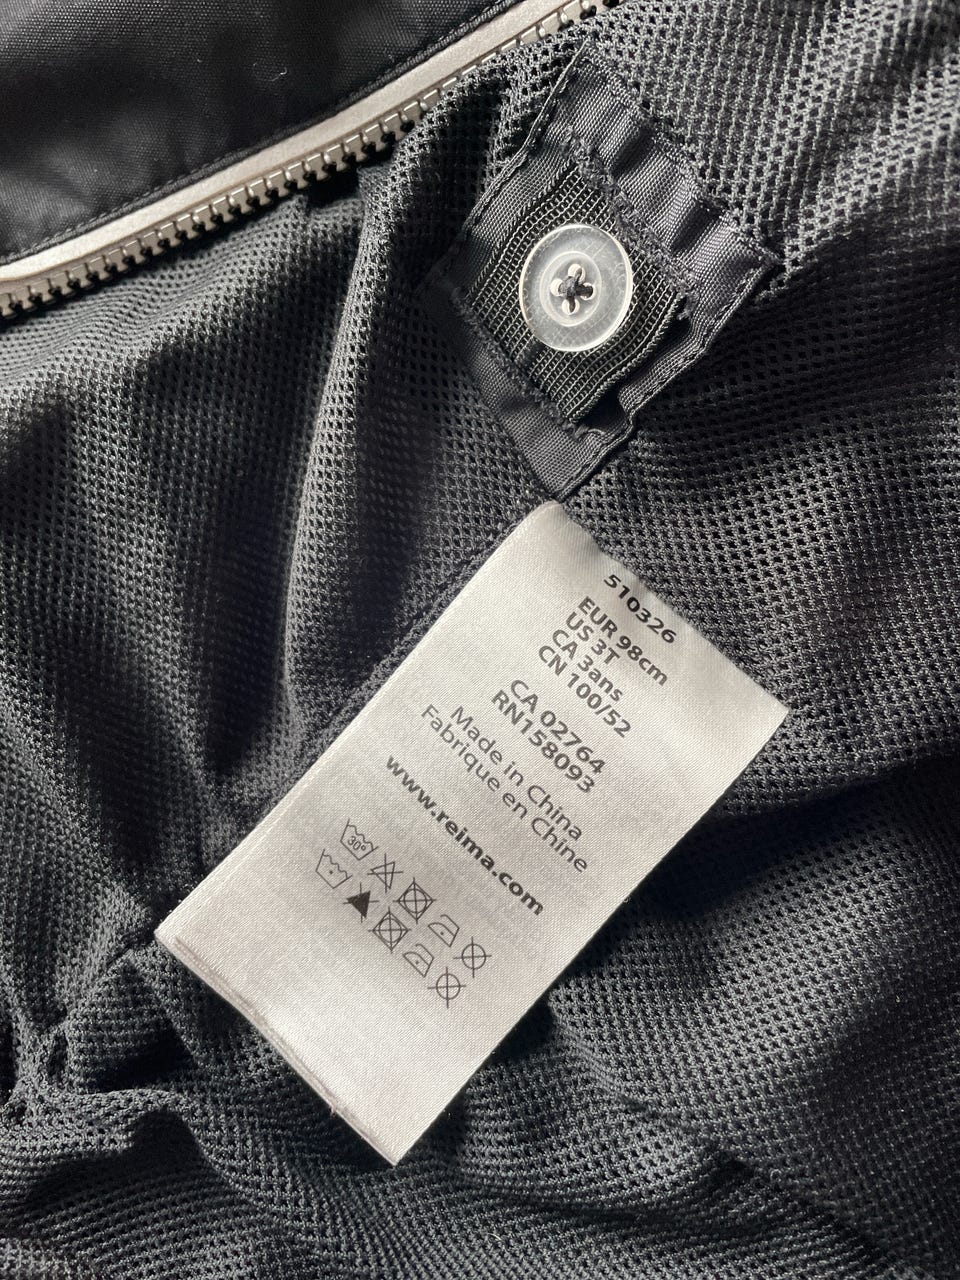 510326
EUR 98cm
US 3T
CA 3ans
CN 100/52
CA 02764
RN158093
Made in China
Fabrique en Chine
www.reima.com
30°